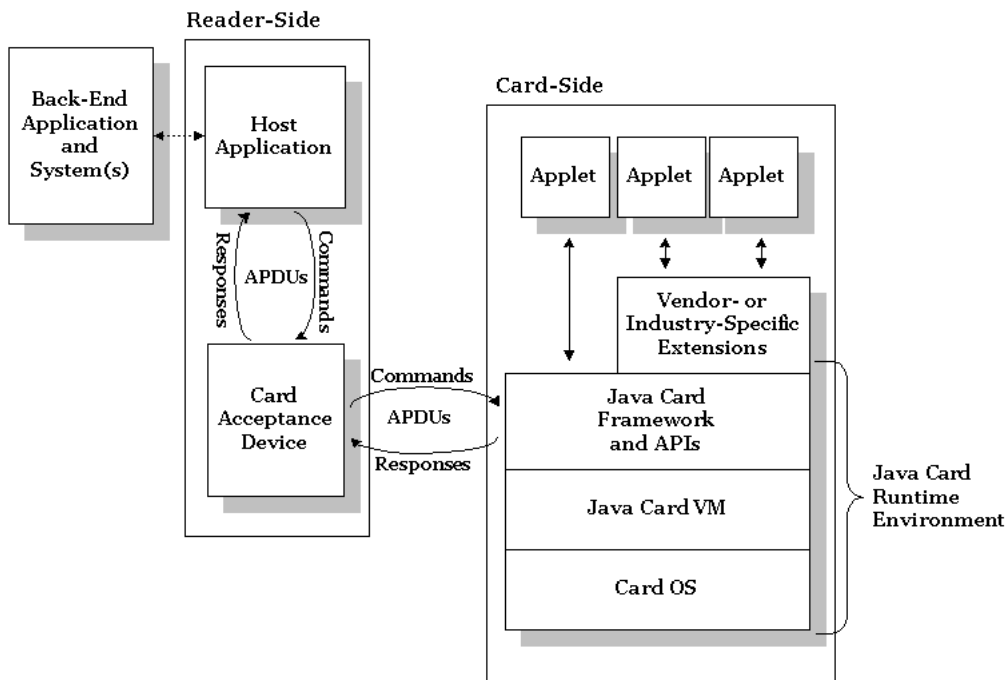 Reader-Side
Back-End
Application
and
System(s)
Host
Application
Responses
APDUs
Commands
Card
Acceptance
Device
Commands
APDUs
Responses
Card-Side
Applet
Applet
Applet
Vendor- or
Industry-Specific
Extensions
Java Card
Framework
and APIs
Java Card VM
Card OS
Java Card
Runtime
Environment